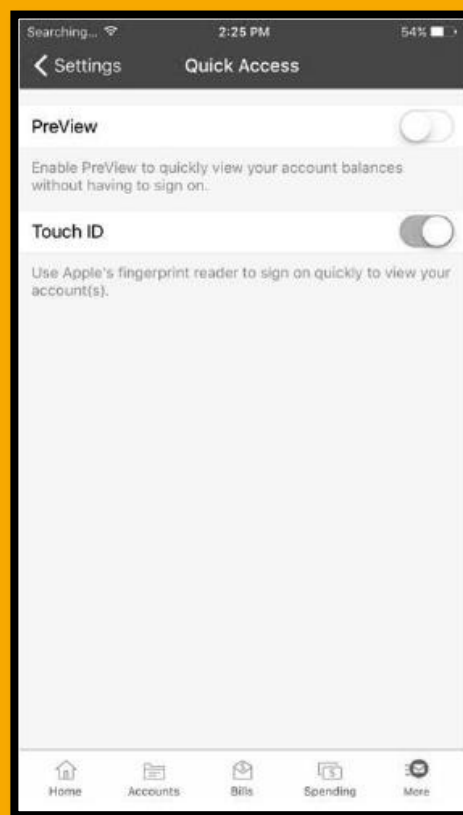 Searching...
2:25 PM
54%
Settings
Quick Access
PreView
Enable PreView to quickly view your account balances
without having to sign on.
Touch ID
Use Apple's fingerprint reader to sign on quickly to view your
account(s).
Home
Accounts
Bills
Spending
More